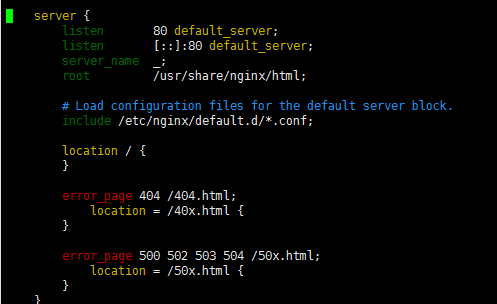 server {
listen 80 default_server;
listen [::]:80 default_server;
server_name _;
root /usr/share/nginx/html;
# Load configuration files for the default server block.
include /etc/nginx/default.d/*.conf;
location / {
}
error_page 404 /404.html;
location = /40x.html {
}
error_page 500 502 503 504 /50x.html;
location = /50x.html {
}
}